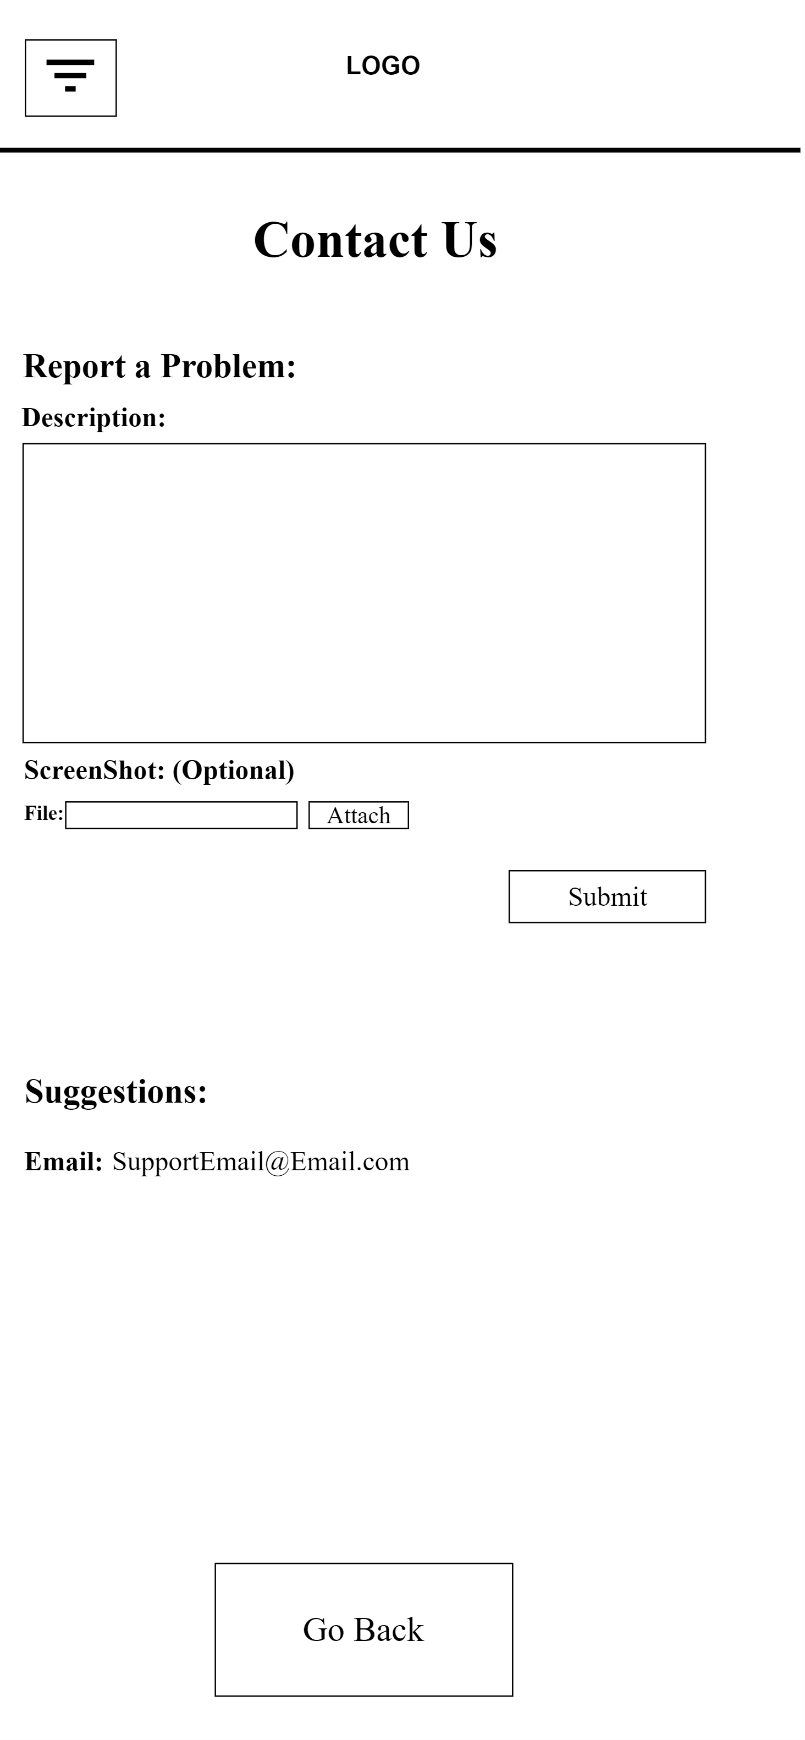 LOGO
Contact Us
Report a Problem:
Description:
ScreenShot: (Optional)
File:
Attach
Submit
Suggestions:
Email: SupportEmail@Email.com
Go Back